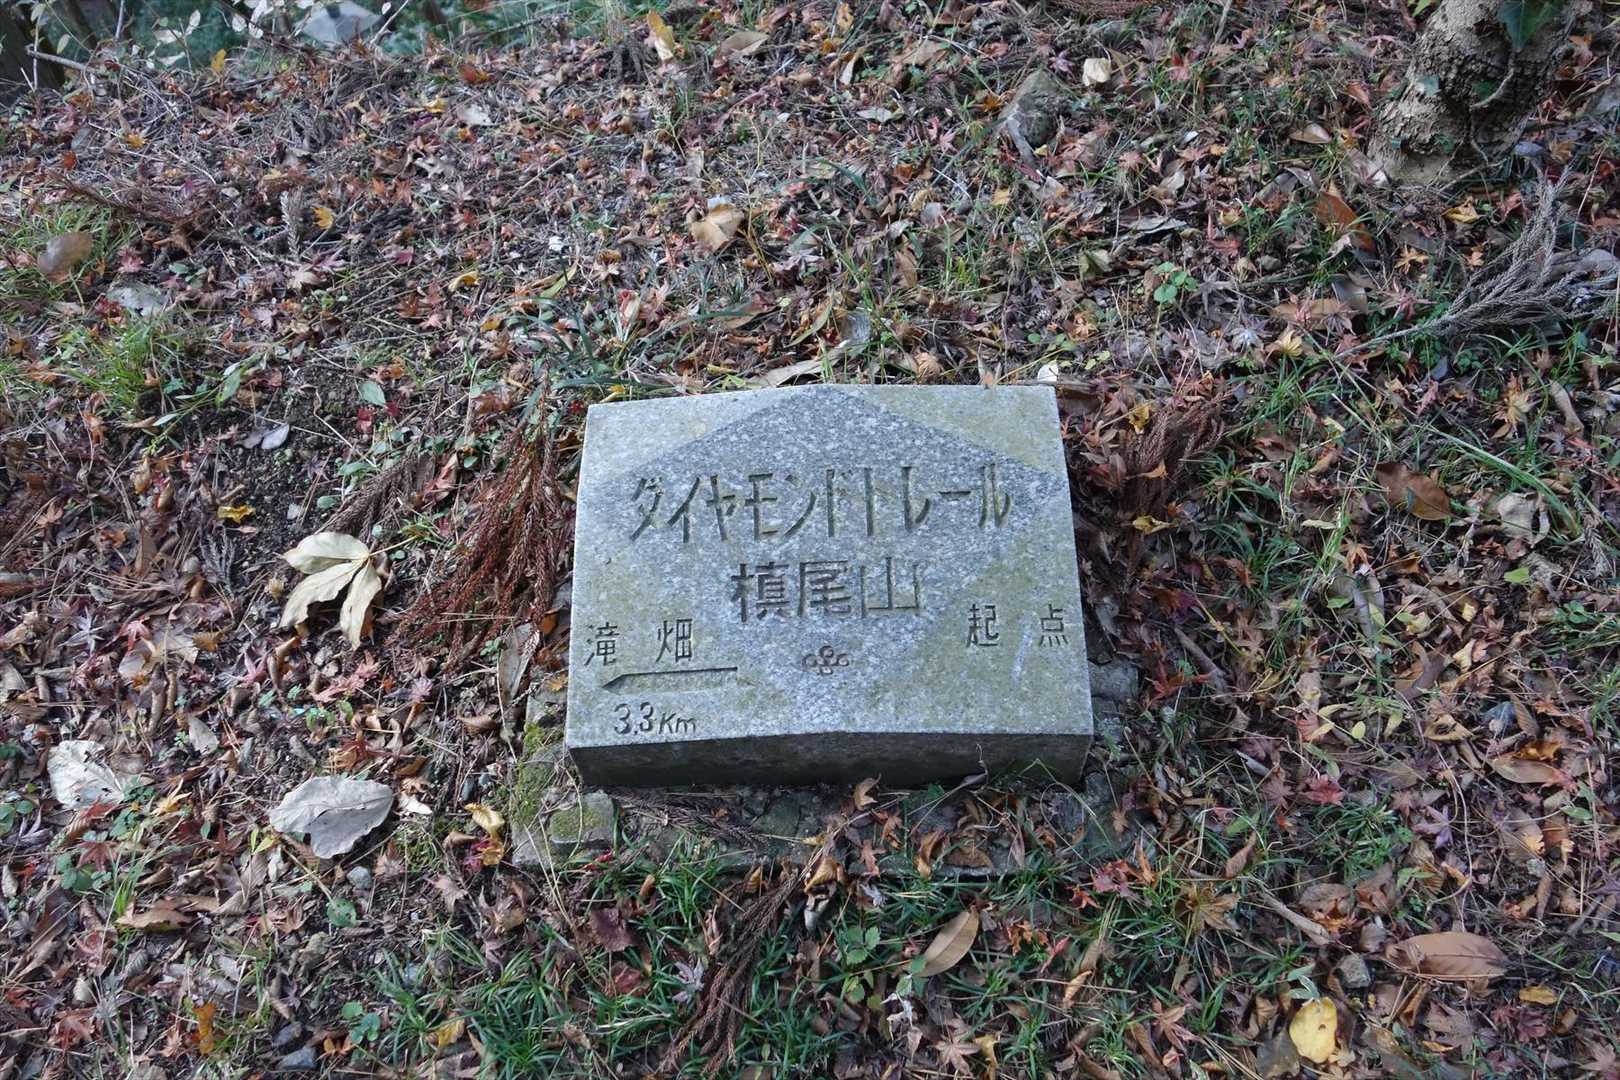 ダイヤモンドトレール
槙尾山
滝畑
起点
3.3Km